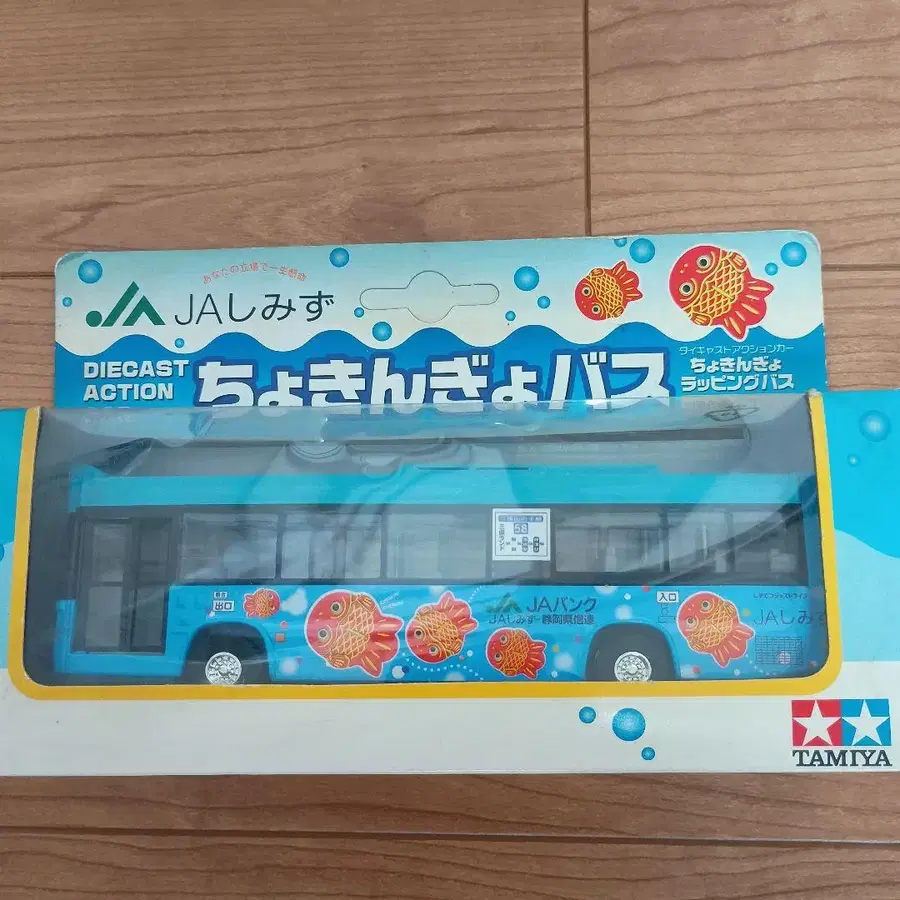 あなたの立場で一生懸命
JAしみず
DIECAST
ACTION
ちょきんぎょバス
ダイキャストアクションカー
ちょきんぎょ
ラッピングバス
58
出口
JAバンク
JAしみず 静岡県信連
入口
JAしみず
TAMIYA